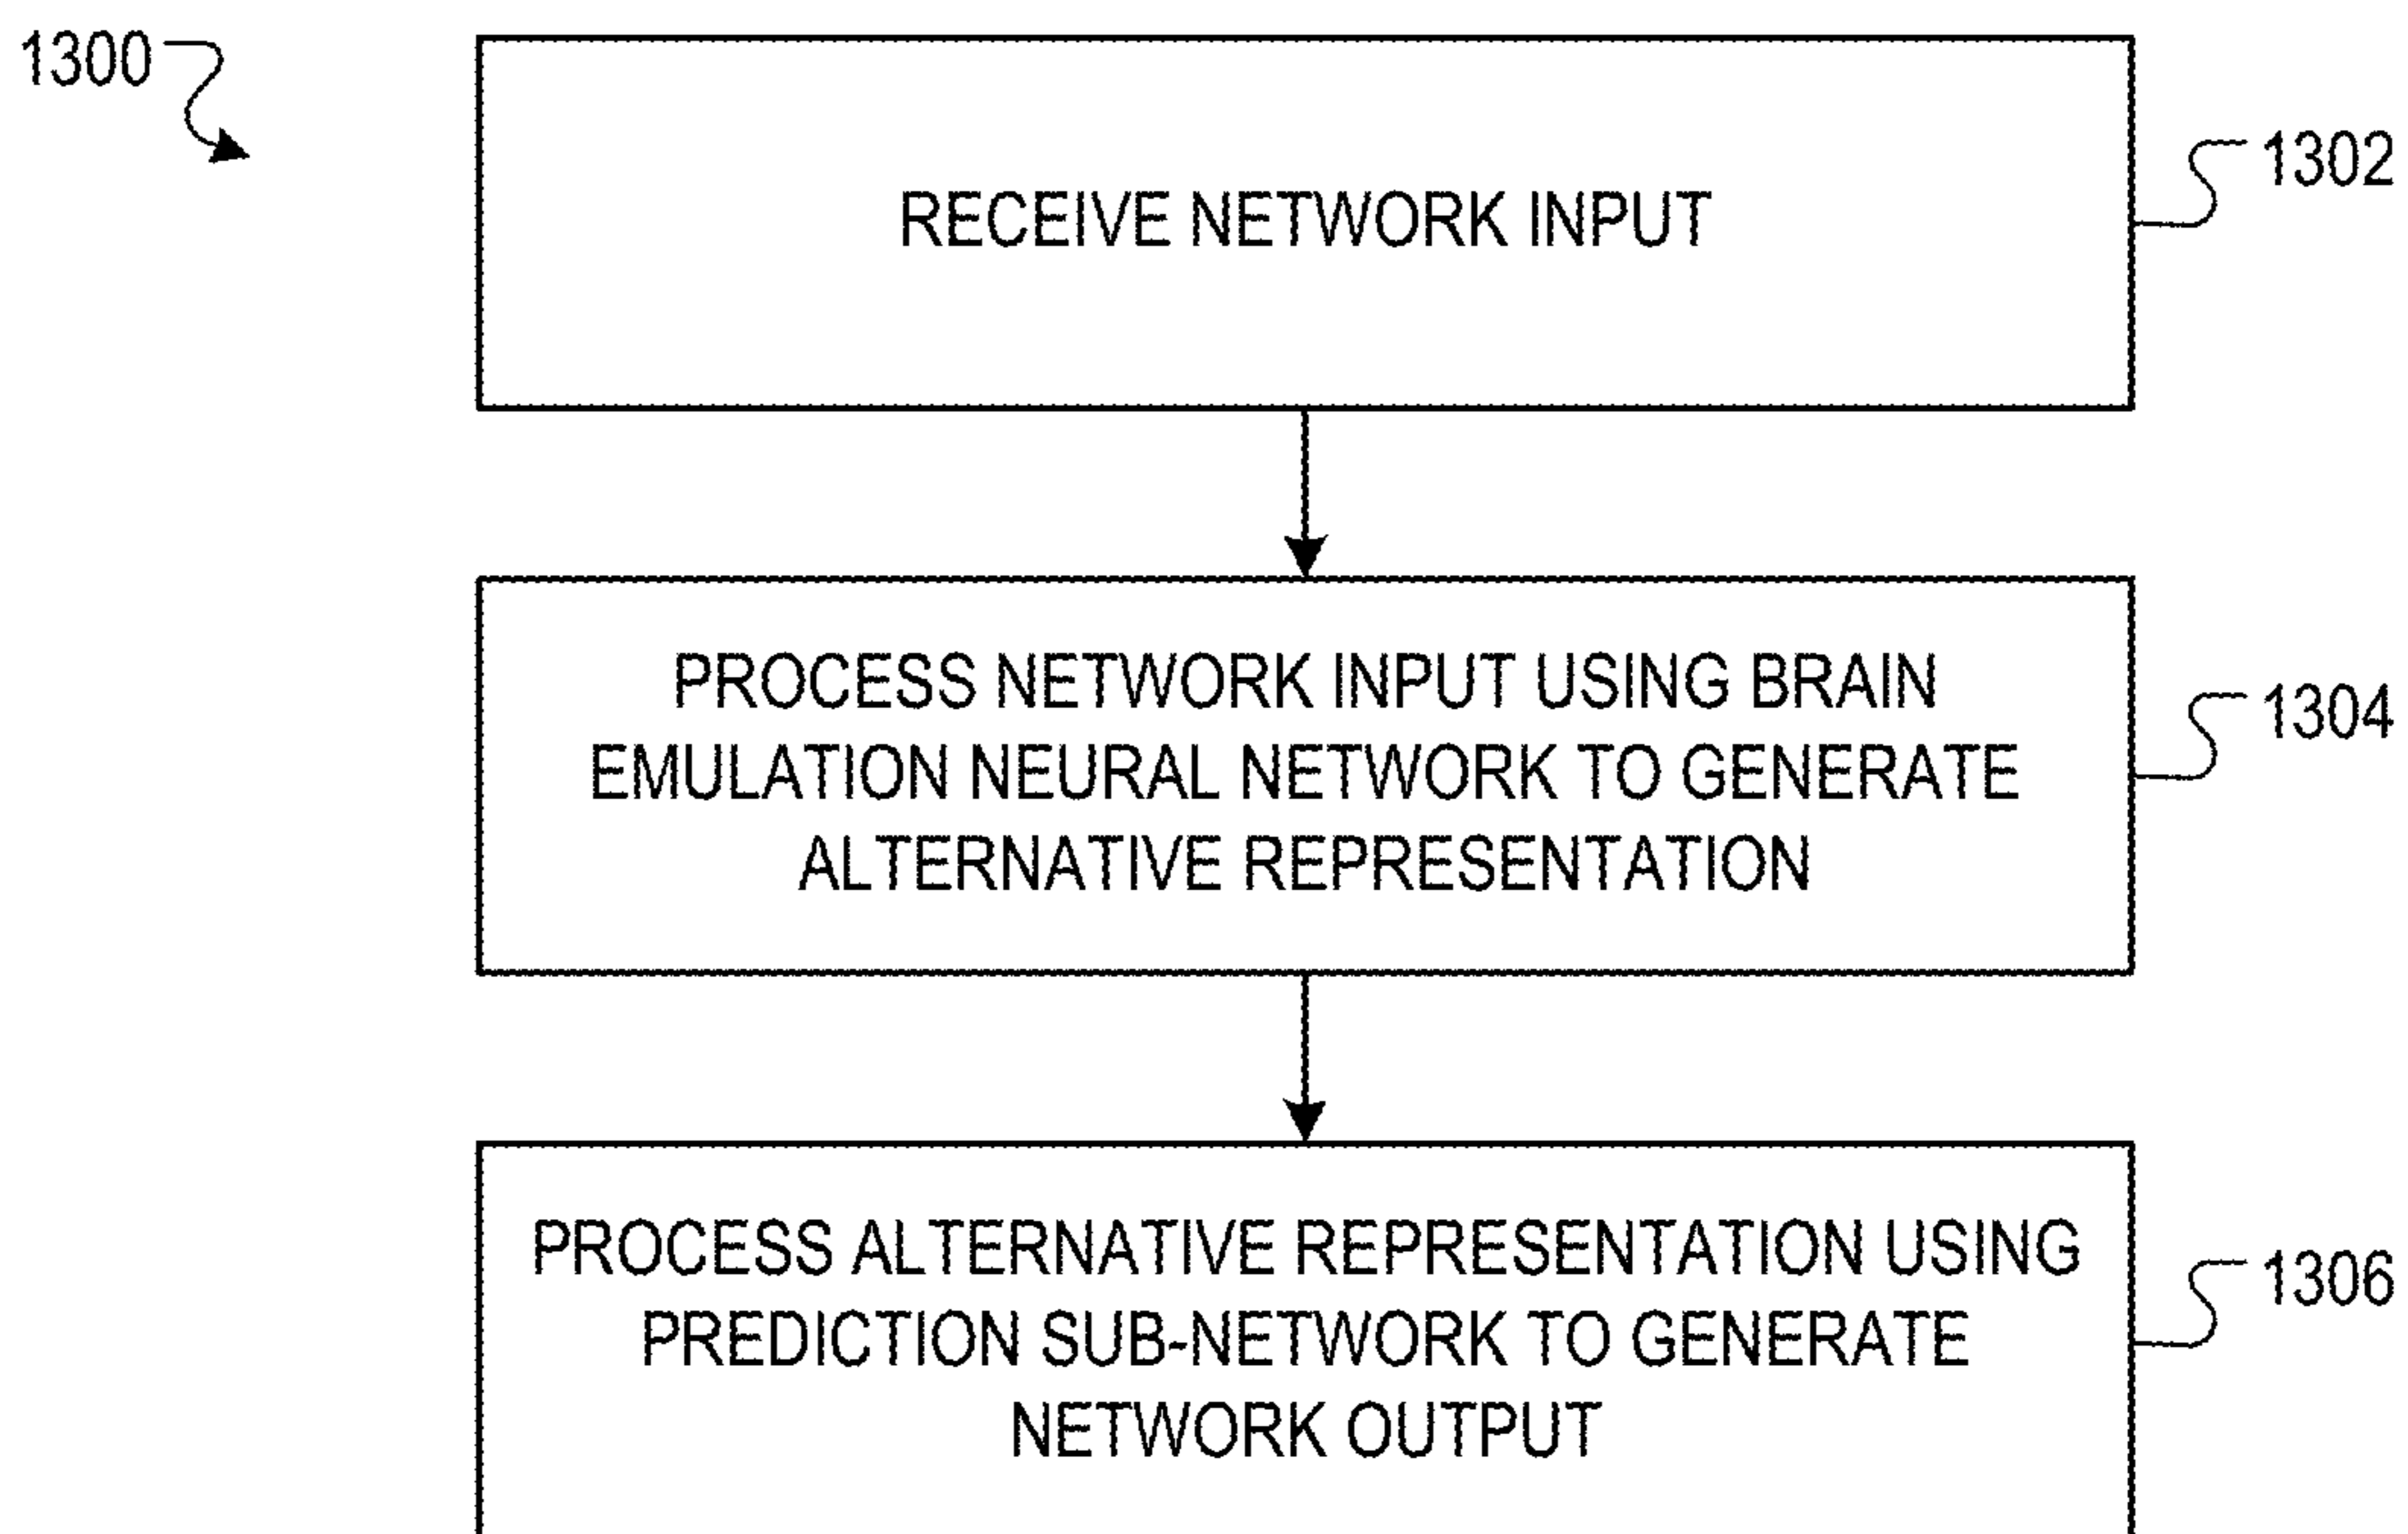 1300
RECEIVE NETWORK INPUT
1302
PROCESS NETWORK INPUT USING BRAIN
EMULATION NEURAL NETWORK TO GENERATE
ALTERNATIVE REPRESENTATION
1304
PROCESS ALTERNATIVE REPRESENTATION USING
PREDICTION SUB-NETWORK TO GENERATE
NETWORK OUTPUT
1306